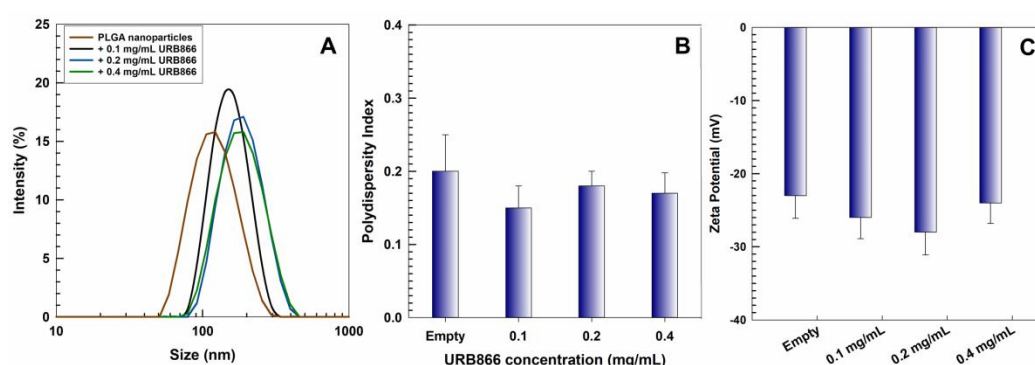 A
PLGA nanoparticles
+ 0.1 mg/mL URB866
+ 0.2 mg/mL URB866
+ 0.4 mg/mL URB866
Intensity (%)
25
20
15
10
5
0
10 100 1000
Size (nm)
B
Polydispersity Index
0.4
0.3
0.2
0.1
0.0
Empty 0.1 0.2 0.4
URB866 concentration (mg/mL)
C
Zeta Potential (mV)
0
-10
-20
-30
-40
Empty 0.1 mg/mL 0.2 mg/mL 0.4 mg/mL